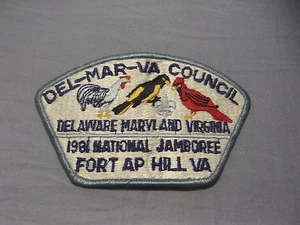 DEL-MAR-VA COUNCIL
DELAWARE MARYLAND VIRGINIA
1981 NATIONAL JAMBOREE
FORT AP HILL VA